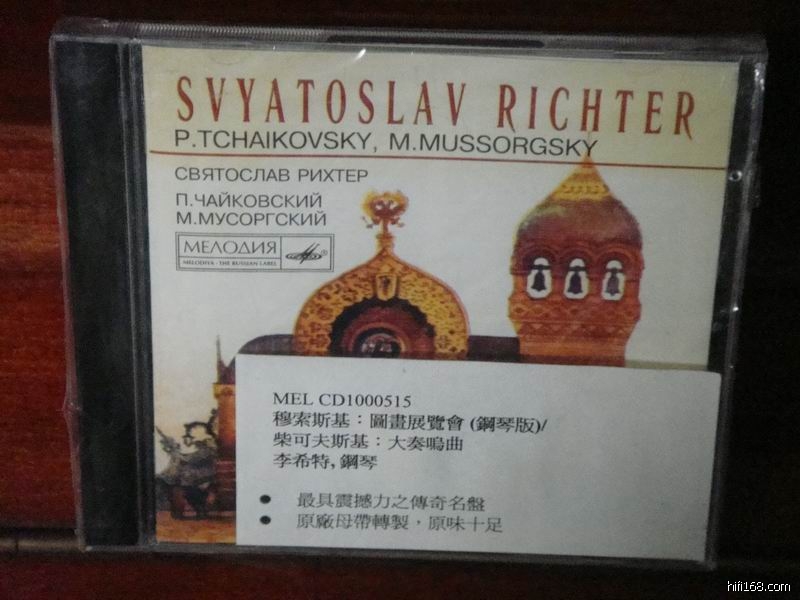 SVYATOSLAV RICHTER
P.TCHAIKOVSKY, M.MUSSORGSKY
СВЯТОСЛАВ РИХТЕР
П.ЧАЙКОВСКИЙ
М.МУСОРГСКИЙ
МЕЛОДИЯ
MELODIYA - THE RUSSIAN LABEL
MEL CD1000515
穆索斯基：圖畫展覽會 (鋼琴版)/
柴可夫斯基：大奏鳴曲
李希特, 鋼琴
● 最具震撼力之傳奇名盤
● 原廠母帶轉製，原味十足
hifi168.com